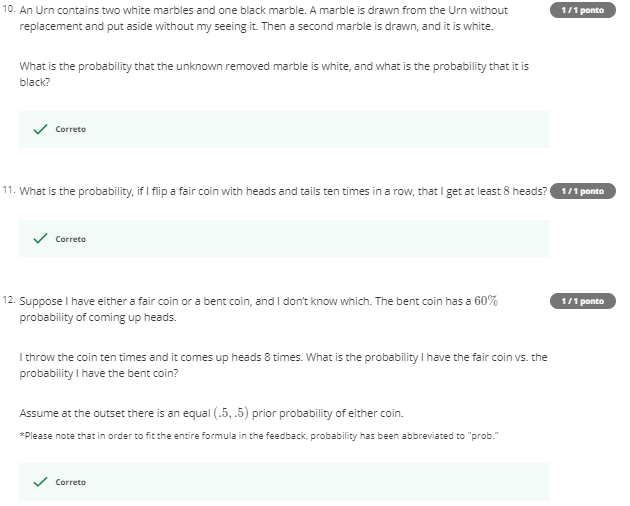 10. An Urn contains two white marbles and one black marble. A marble is drawn from the Urn without
1 / 1 ponto
replacement and put aside without my seeing it. Then a second marble is drawn, and it is white.
What is the probability that the unknown removed marble is white, and what is the probability that it is
black?
Correto
11. What is the probability, if I flip a fair coin with heads and tails ten times in a row, that I get at least 8 heads?
1 / 1 ponto
Correto
12. Suppose I have either a fair coin or a bent coin, and I don't know which. The bent coin has a 60%
1 / 1 ponto
probability of coming up heads.
I throw the coin ten times and it comes up heads 8 times. What is the probability I have the fair coin vs. the
probability I have the bent coin?
Assume at the outset there is an equal (.5, .5) prior probability of either coin.
*Please note that in order to fit the entire formula in the feedback, probability has been abbreviated to "prob."
Correto